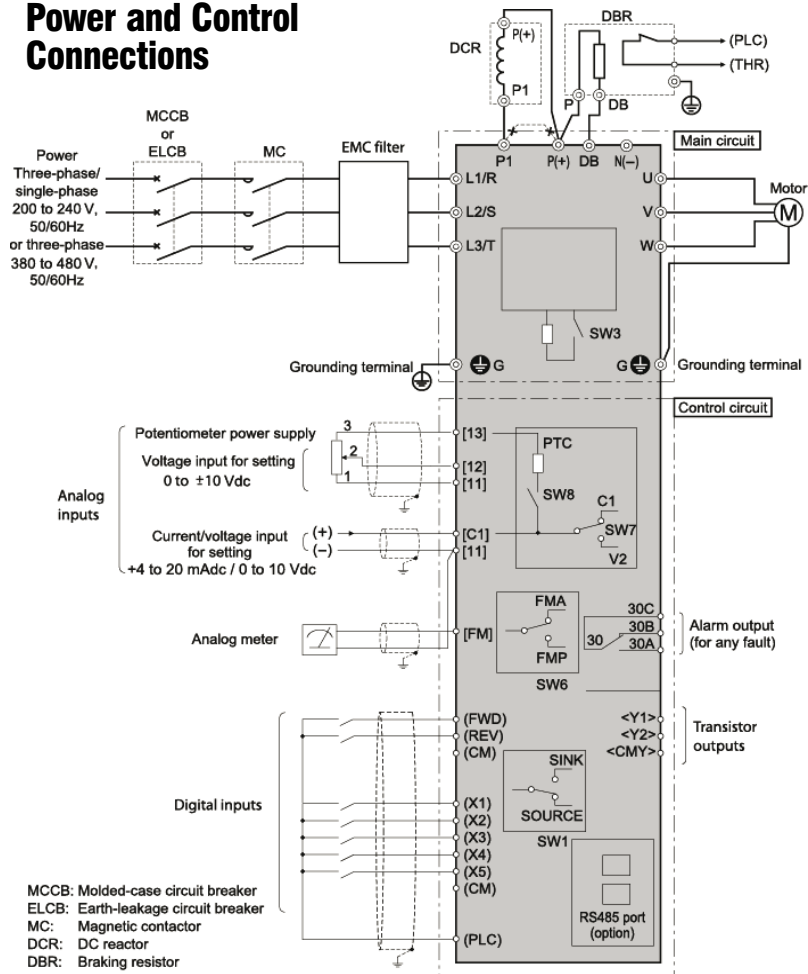 Power and Control
Connections
DCR
P(+)
P1
DBR
P
DB
(PLC)
(THR)
MCCB
or
ELCB
MC
EMC filter
Power
Three-phase/
single-phase
200 to 240 V,
50/60Hz
or three-phase
380 to 480 V,
50/60Hz
P1
P(+)
DB
N(–)
Main circuit
L1/R
L2/S
L3/T
U
V
W
Motor
M
SW3
Grounding terminal
G
G
Grounding terminal
Control circuit
Analog
inputs
Potentiometer power supply
Voltage input for setting
0 to ±10 Vdc
3
2
1
[13]
[12]
[11]
PTC
SW8
C1
SW7
V2
Current/voltage input
for setting
+4 to 20 mAdc / 0 to 10 Vdc
(+)
(–)
[C1]
[11]
Analog meter
[FM]
FMA
FMP
SW6
30C
30B
30
30A
Alarm output
(for any fault)
Digital inputs
(FWD)
(REV)
(CM)
<Y1>
<Y2>
<CMY>
Transistor
outputs
SINK
SOURCE
SW1
(X1)
(X2)
(X3)
(X4)
(X5)
(CM)
(PLC)
RS485 port
(option)
MCCB: Molded-case circuit breaker
ELCB: Earth-leakage circuit breaker
MC: Magnetic contactor
DCR: DC reactor
DBR: Braking resistor